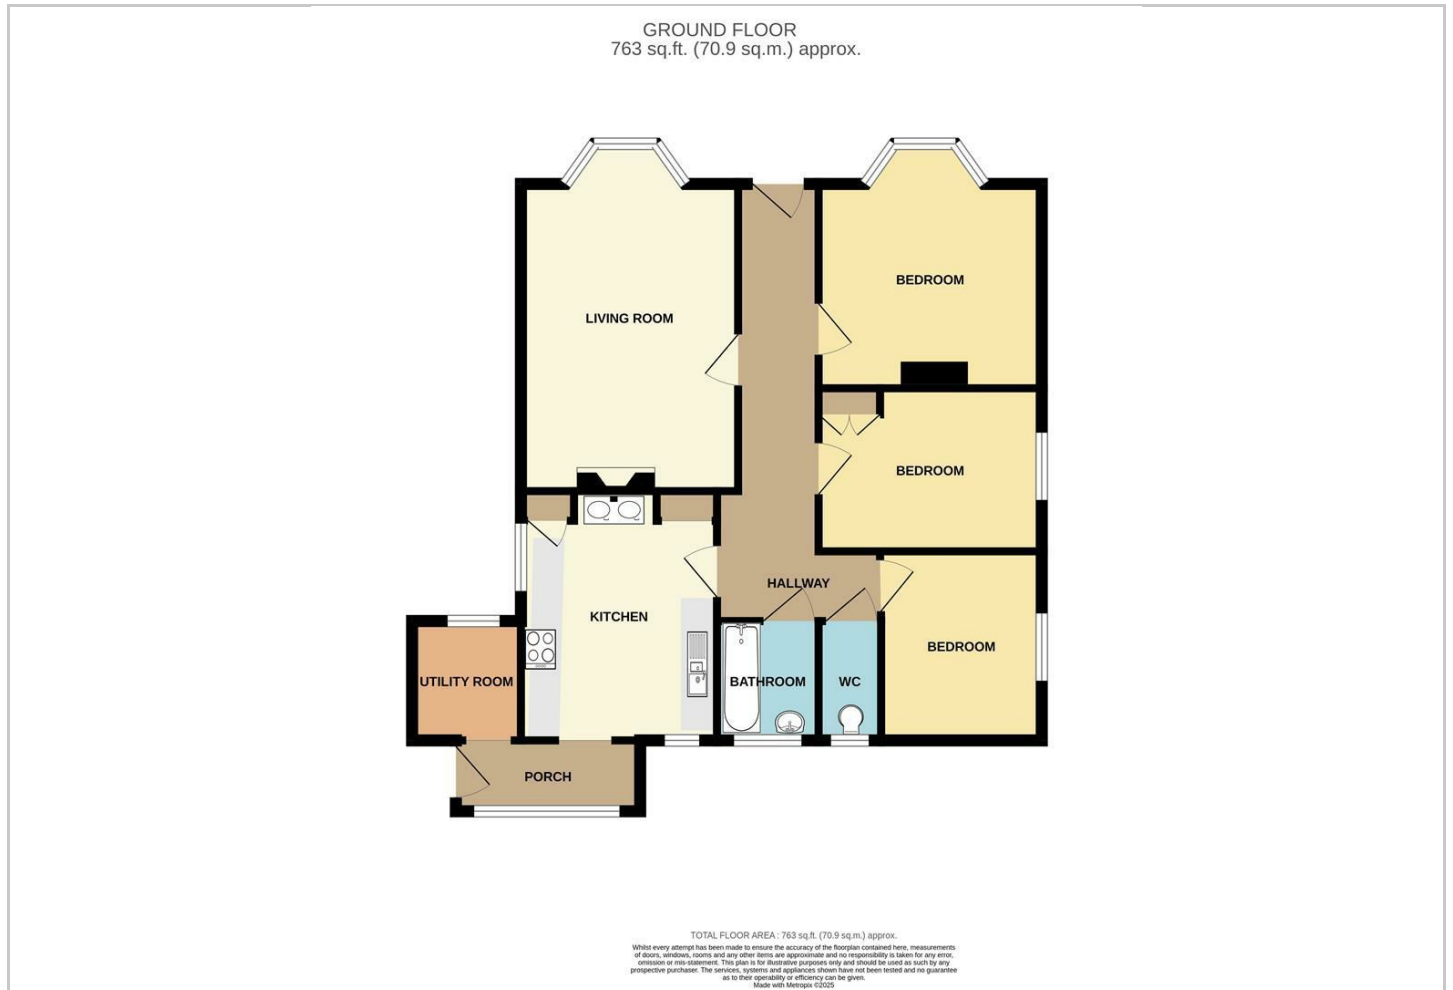 GROUND FLOOR
763 sq.ft. (70.9 sq.m.) approx.
BEDROOM
LIVING ROOM
BEDROOM
HALLWAY
KITCHEN
BEDROOM
UTILITY ROOM
BATHROOM
WC
PORCH
TOTAL FLOOR AREA : 763 sq.ft. (70.9 sq.m.) approx.
Whilst every attempt has been made to ensure the accuracy of the floorplan contained here, measurements
of doors, windows, rooms and any other items are approximate and no responsibility is taken for any error,
omission or mis-statement. This plan is for illustrative purposes only and should be used as such by any
prospective purchaser. The services, systems and appliances shown have not been tested and no guarantee
as to their operability or efficiency can be given.
Made with Metropix ©2025